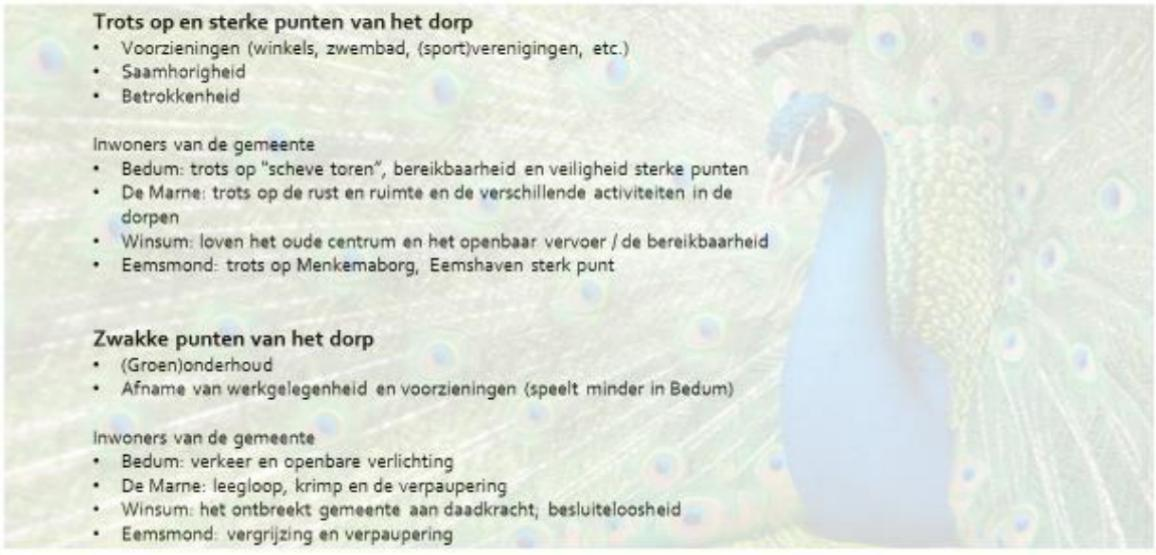 Trots op en sterke punten van het dorp
• Voorzieningen (winkels, zwembad, (sport)verenigingen, etc.)
• Saamhorigheid
• Betrokkenheid
Inwoners van de gemeente
• Bedum: trots op "scheve toren", bereikbaarheid en veiligheid sterke punten
• De Marne: trots op de rust en ruimte en de verschillende activiteiten in de
dorpen
• Winsum: loven het oude centrum en het openbaar vervoer / de bereikbaarheid
• Eemsmond: trots op Menkemaborg, Eemshaven sterk punt
Zwakke punten van het dorp
• (Groen)onderhoud
• Afname van werkgelegenheid en voorzieningen (speelt minder in Bedum)
Inwoners van de gemeente
• Bedum: verkeer en openbare verlichting
• De Marne: leegloop, krimp en de verpaupering
• Winsum: het ontbreekt gemeente aan daadkracht; besluiteloosheid
• Eemsmond: vergrijzing en verpaupering